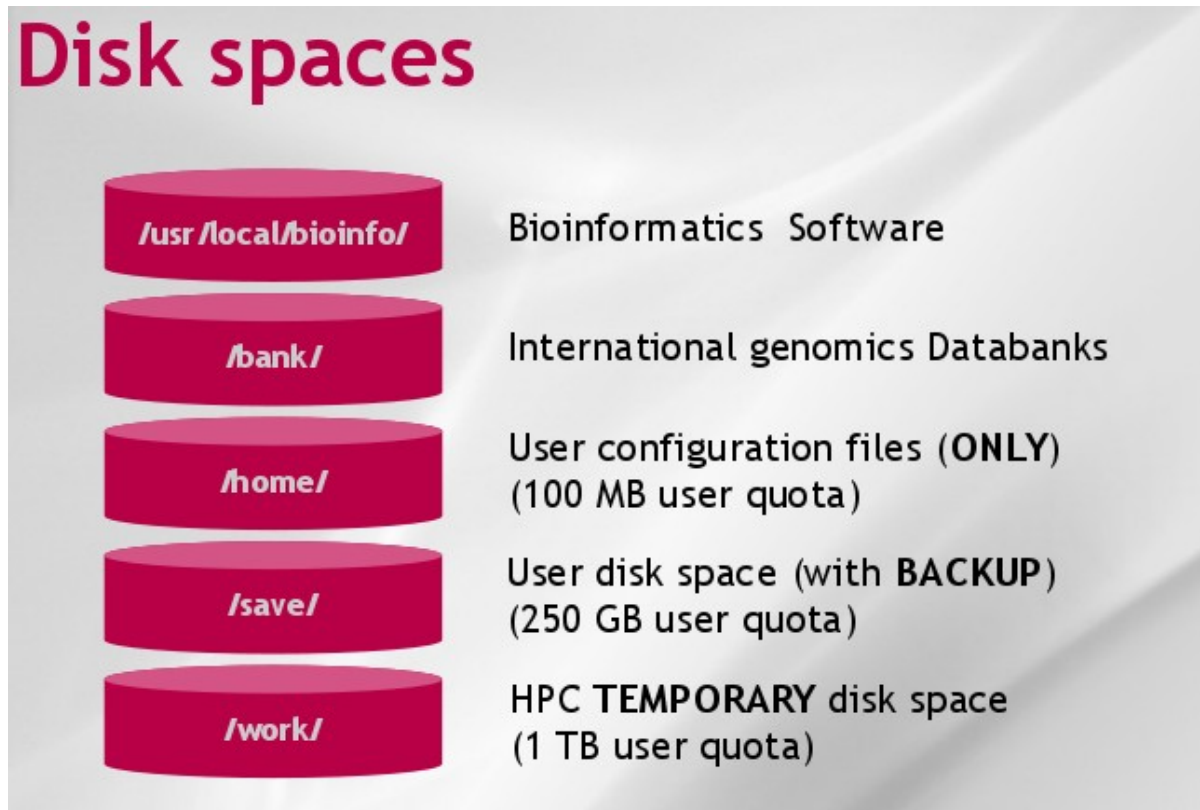 Disk spaces
/usr/local/bioinfo/
Bioinformatics Software
/bank/
International genomics Databanks
/home/
User configuration files (ONLY)
(100 MB user quota)
/save/
User disk space (with BACKUP)
(250 GB user quota)
/work/
HPC TEMPORARY disk space
(1 TB user quota)